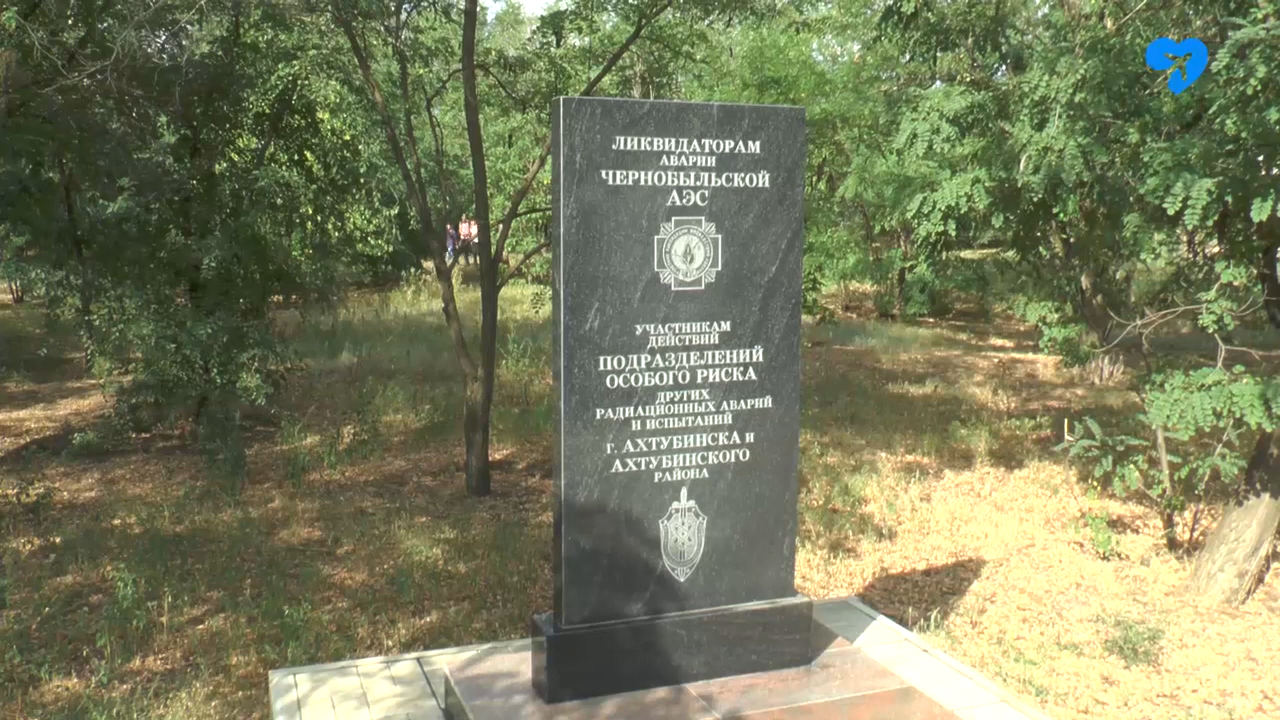 ЛИКВИДАТОРАМ
АВАРИИ
ЧЕРНОБЫЛЬСКОЙ
АЭС
УЧАСТНИКАМ
ДЕЙСТВИЙ
ПОДРАЗДЕЛЕНИЙ
ОСОБОГО РИСКА
ДРУГИХ
РАДИАЦИОННЫХ АВАРИЙ
И ИСПЫТАНИЙ
г. АХТУБИНСКА и
АХТУБИНСКОГО
РАЙОНА